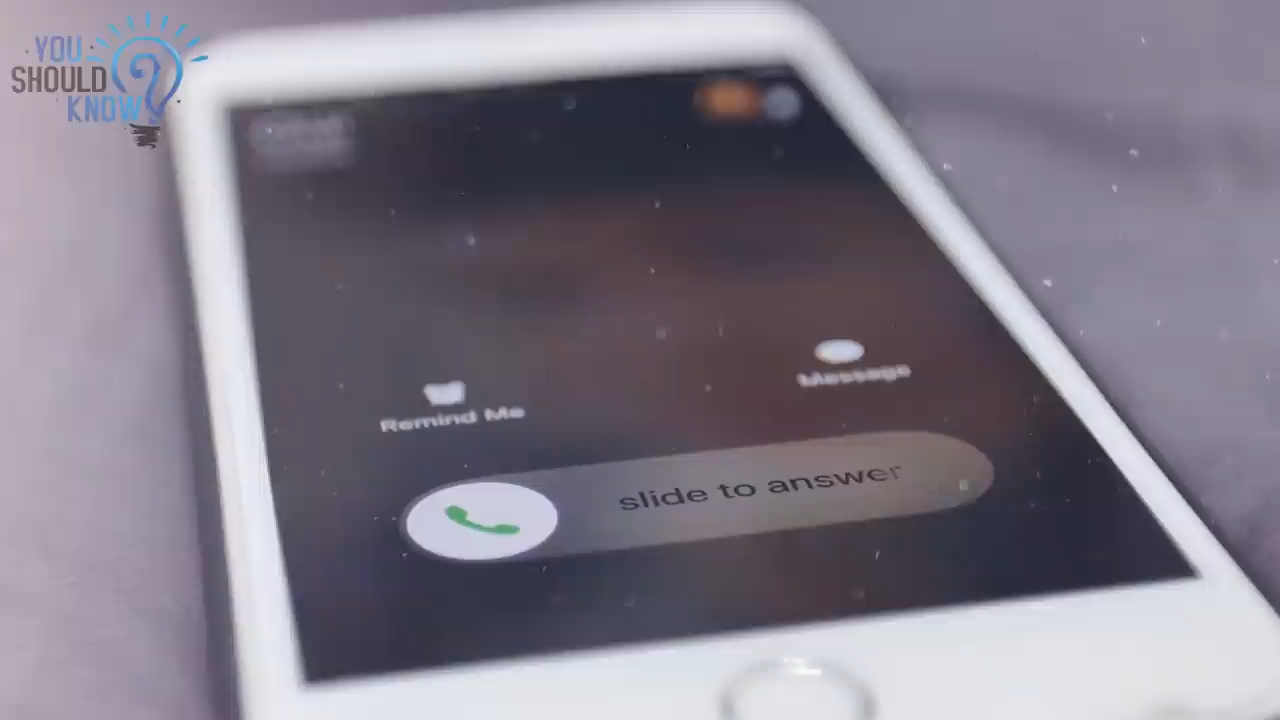 YOU
SHOULD
KNOW
Remind Me
Message
slide to answer